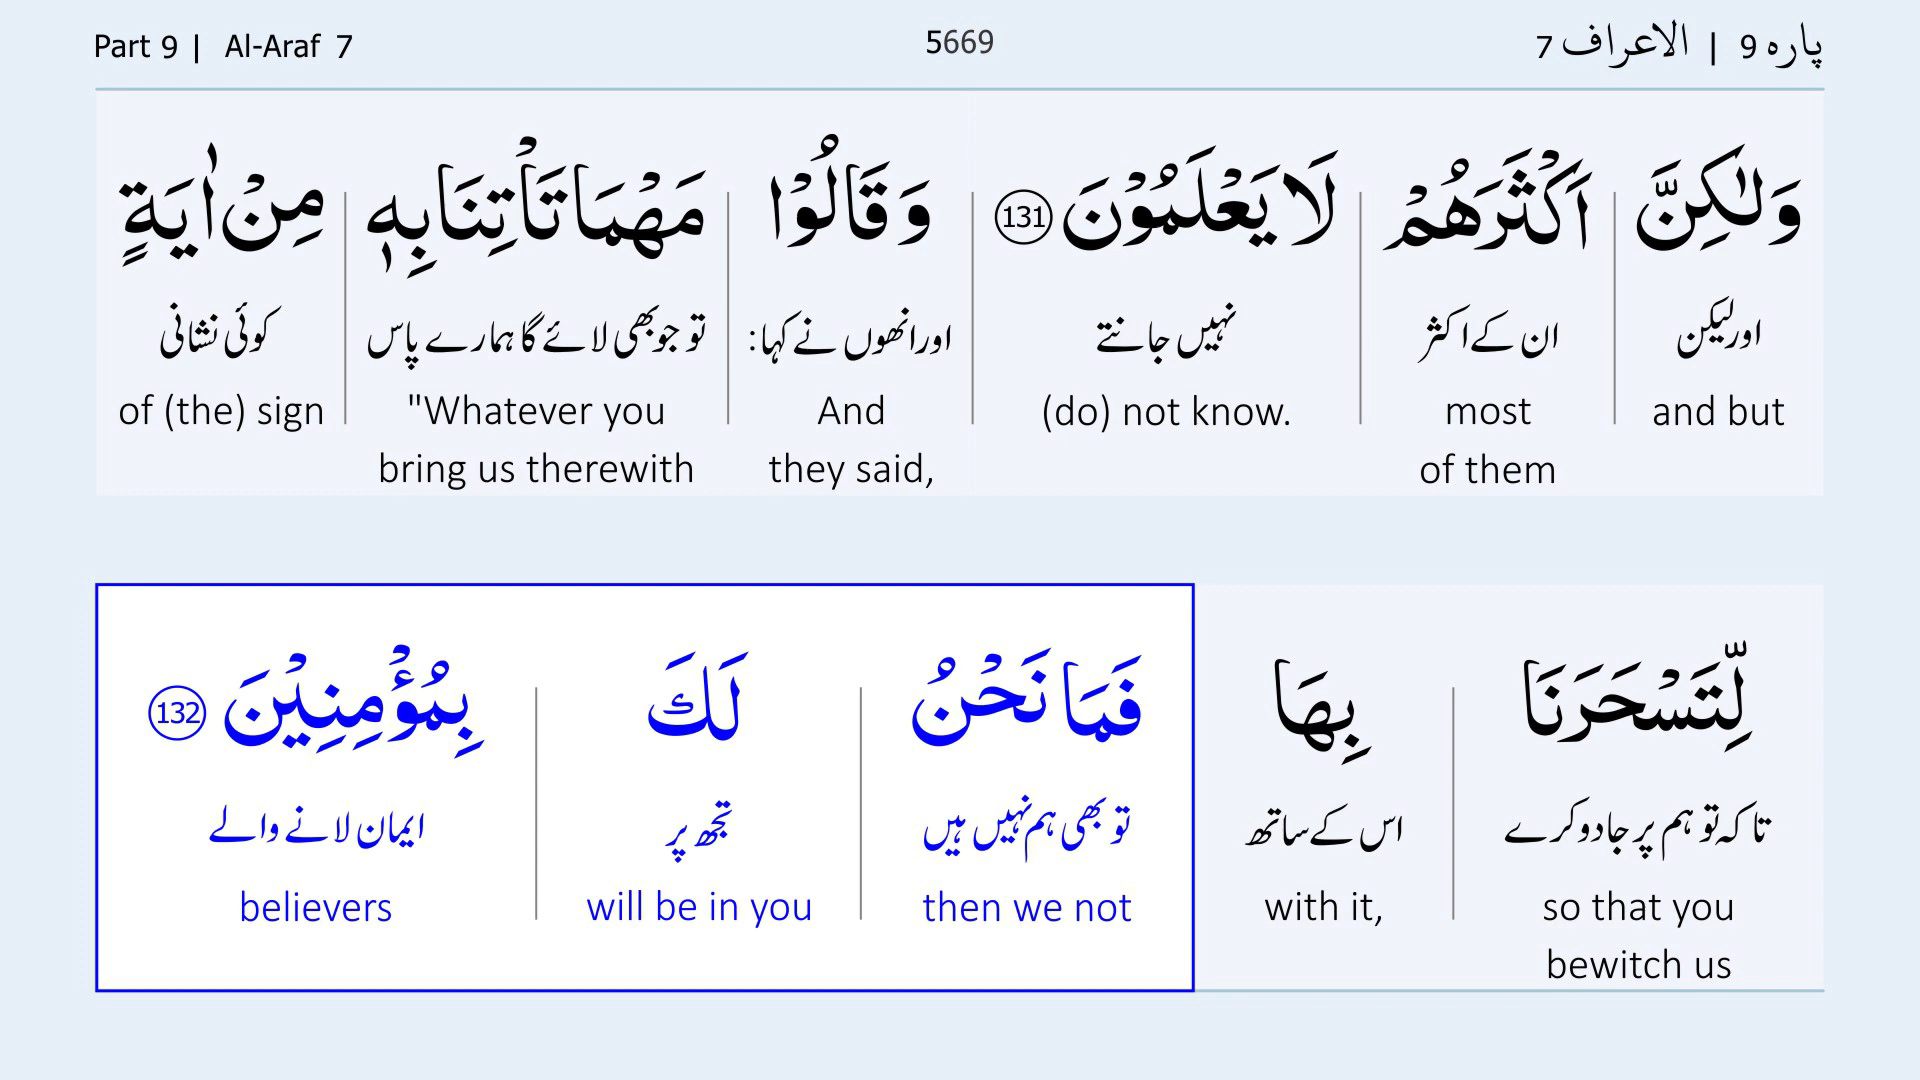 Part 9 | Al-Araf 7 5669 پارہ 9 | الاعراف 7
وَلٰكِنَّ اَكْثَرَهُمْ لَا يَعْلَمُوْنَ 131 وَ قَالُوْا مَهْمَا تَاْتِنَا بِهٖ مِنْ اٰيَةٍ
اور لیکن ان کے اکثر نہیں جانتے اور انھوں نے کہا: تو جو بھی لائے گا ہمارے پاس کوئی نشانی
and but most (do) not know. And "Whatever you of (the) sign
of them they said, bring us therewith
لِّتَسْحَرَنَا بِهَا فَمَا نَحْنُ لَكَ بِمُؤْمِنِيْنَ 132
تاکہ تو ہم پر جادو کرے اس کے ساتھ تو بھی ہم نہیں ہیں تجھ پر ایمان لانے والے
so that you with it, then we not will be in you believers
bewitch us